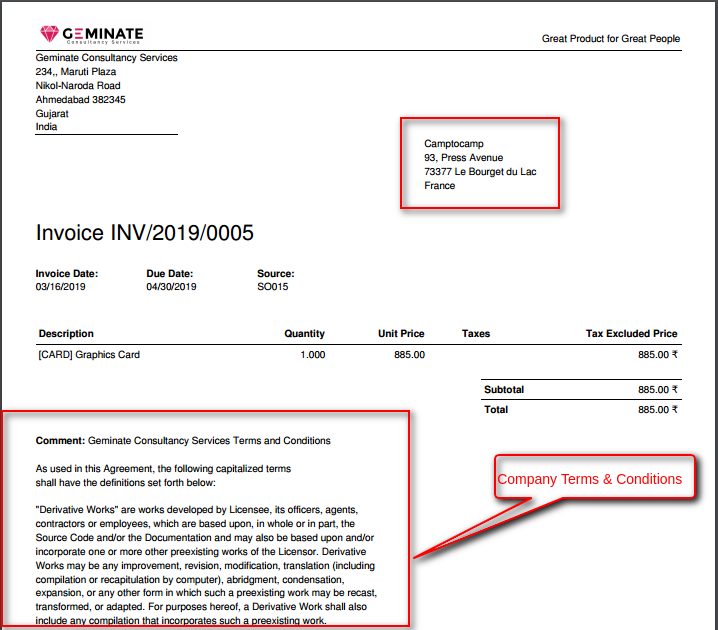 GEMINATE
Consultancy Services
Great Product for Great People
Geminate Consultancy Services
234,, Maruti Plaza
Nikol-Naroda Road
Ahmedabad 382345
Gujarat
India
Camptocamp
93, Press Avenue
73377 Le Bourget du Lac
France
Invoice INV/2019/0005
Invoice Date: Due Date: Source:
03/16/2019 04/30/2019 SO015
Description Quantity Unit Price Taxes Tax Excluded Price
[CARD] Graphics Card 1.000 885.00 885.00 ₹
Subtotal 885.00 ₹
Total 885.00 ₹
Comment: Geminate Consultancy Services Terms and Conditions
As used in this Agreement, the following capitalized terms
shall have the definitions set forth below:
"Derivative Works" are works developed by Licensee, its officers, agents,
contractors or employees, which are based upon, in whole or in part, the
Source Code and/or the Documentation and may also be based upon and/or
incorporate one or more other preexisting works of the Licensor. Derivative
Works may be any improvement, revision, modification, translation (including
compilation or recapitulation by computer), abridgment, condensation,
expansion, or any other form in which such a preexisting work may be recast,
transformed, or adapted. For purposes hereof, a Derivative Work shall also
include any compilation that incorporates such a preexisting work.
Company Terms & Conditions